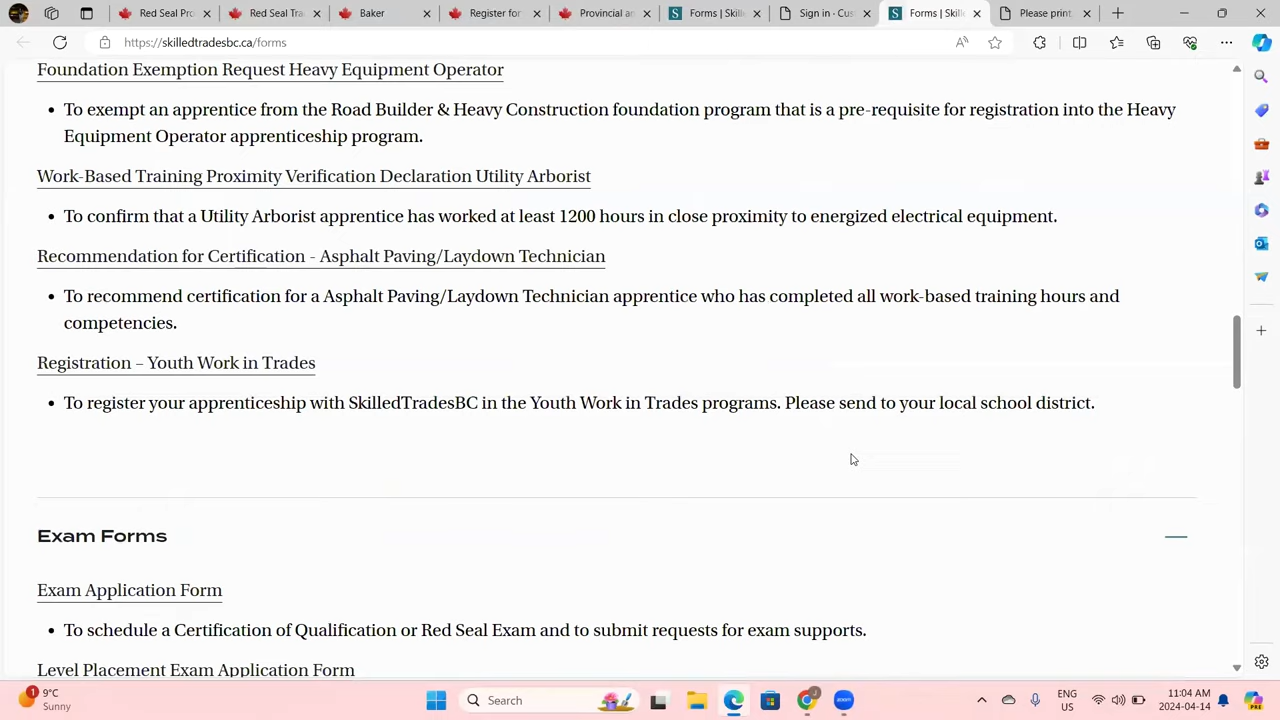 Red Seal Pro
Red Seal Tra
Baker
Register for
Provincial an
Forms | Skille
Sign in - Cus
Forms | Skille
Please print,
https://skilledtradesbc.ca/forms
Foundation Exemption Request Heavy Equipment Operator
• To exempt an apprentice from the Road Builder & Heavy Construction foundation program that is a pre-requisite for registration into the Heavy
Equipment Operator apprenticeship program.
Work-Based Training Proximity Verification Declaration Utility Arborist
• To confirm that a Utility Arborist apprentice has worked at least 1200 hours in close proximity to energized electrical equipment.
Recommendation for Certification - Asphalt Paving/Laydown Technician
• To recommend certification for a Asphalt Paving/Laydown Technician apprentice who has completed all work-based training hours and
competencies.
Registration – Youth Work in Trades
• To register your apprenticeship with SkilledTradesBC in the Youth Work in Trades programs. Please send to your local school district.
Exam Forms
Exam Application Form
• To schedule a Certification of Qualification or Red Seal Exam and to submit requests for exam supports.
Level Placement Exam Application Form
1
9°C
Sunny
Search
J
zoom
ENG
US
11:04 AM
2024-04-14
PRE